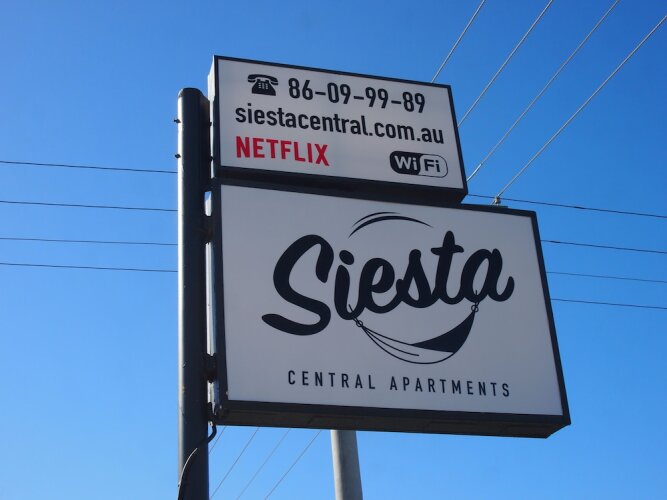 86-09-99-89
siestacentral.com.au
NETFLIX WiFi
Siesta
CENTRAL APARTMENTS